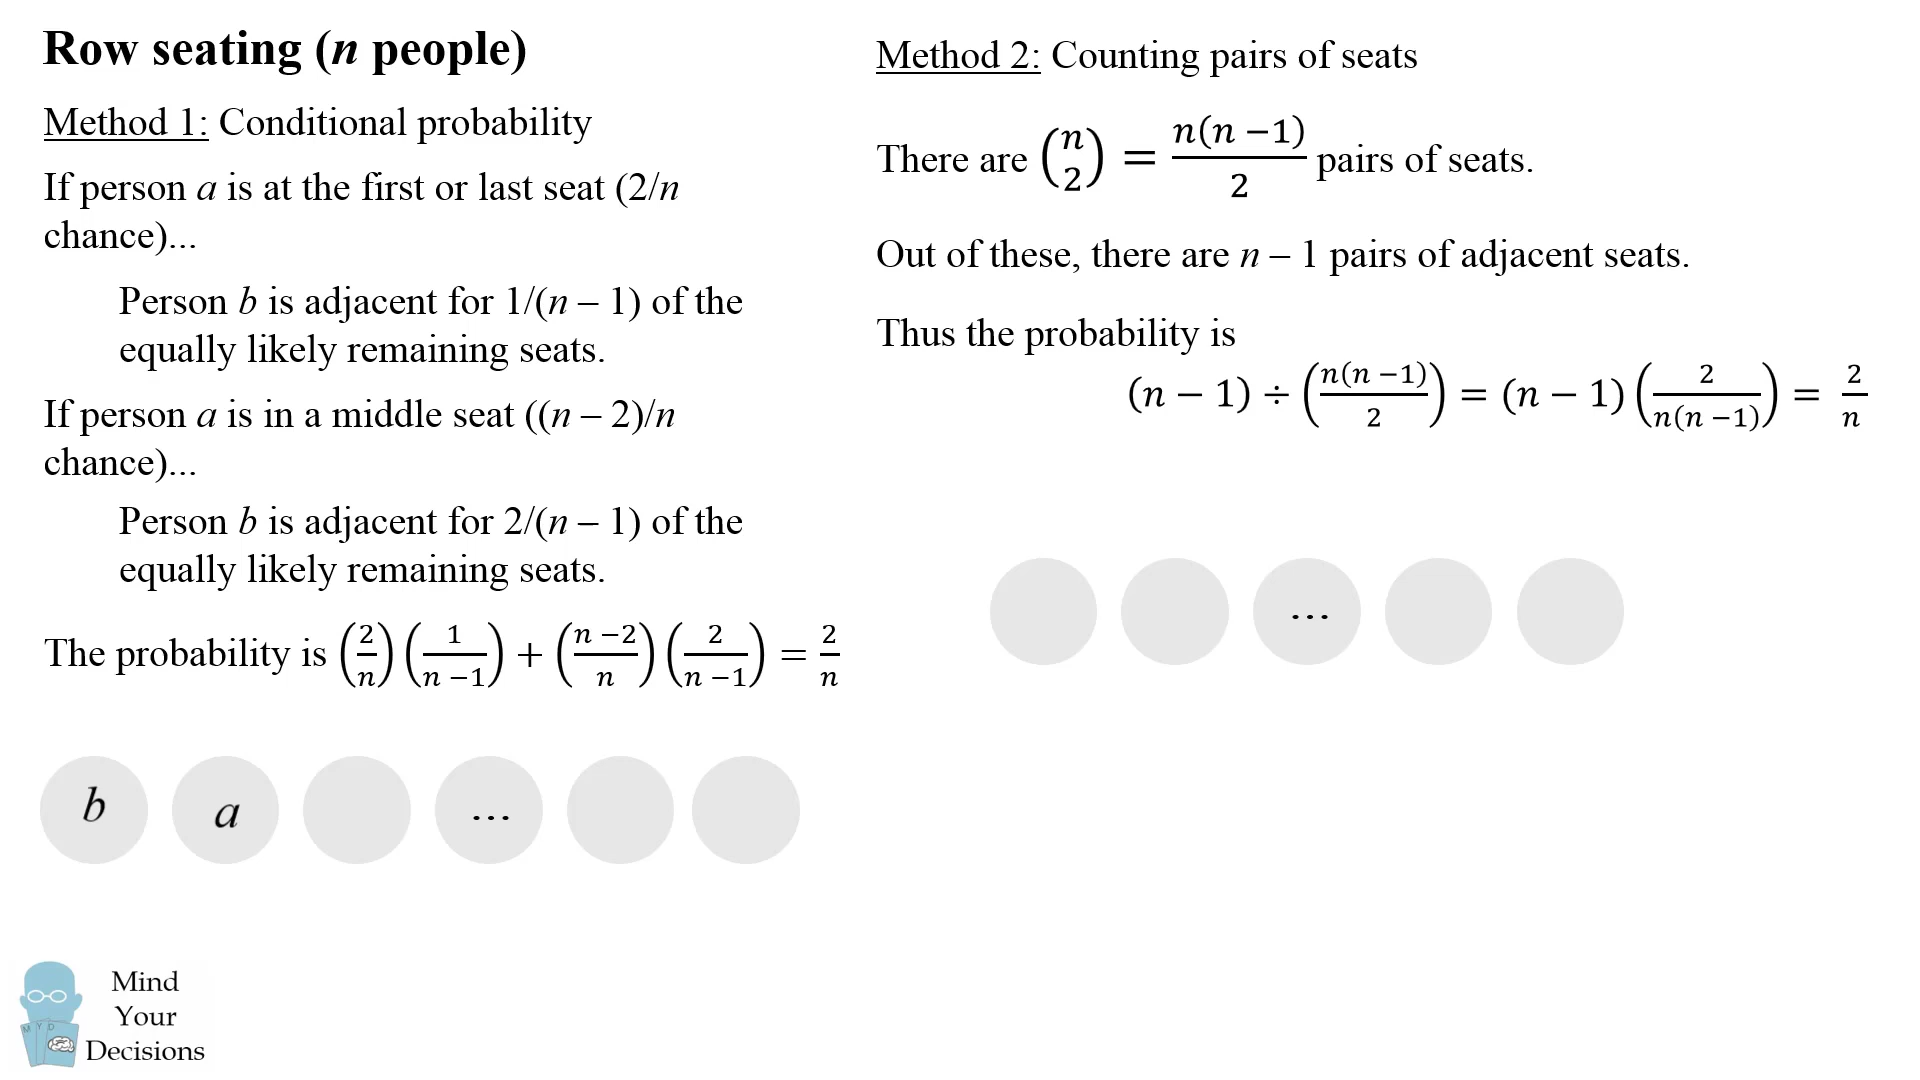 Row seating (n people)
Method 1: Conditional probability
If person a is at the first or last seat (2/n
chance)...
Person b is adjacent for 1/(n – 1) of the
equally likely remaining seats.
If person a is in a middle seat ((n – 2)/n
chance)...
Person b is adjacent for 2/(n – 1) of the
equally likely remaining seats.
The probability is (2/n)(1/(n −1)) + ((n −2)/n)(2/(n −1)) = 2/n
b a ...
Method 2: Counting pairs of seats
There are (n 2) = n(n −1)/2 pairs of seats.
Out of these, there are n – 1 pairs of adjacent seats.
Thus the probability is
(n − 1) ÷ (n(n −1)/2) = (n − 1)(2/n(n −1)) = 2/n
...
M Y D
Mind
Your
Decisions